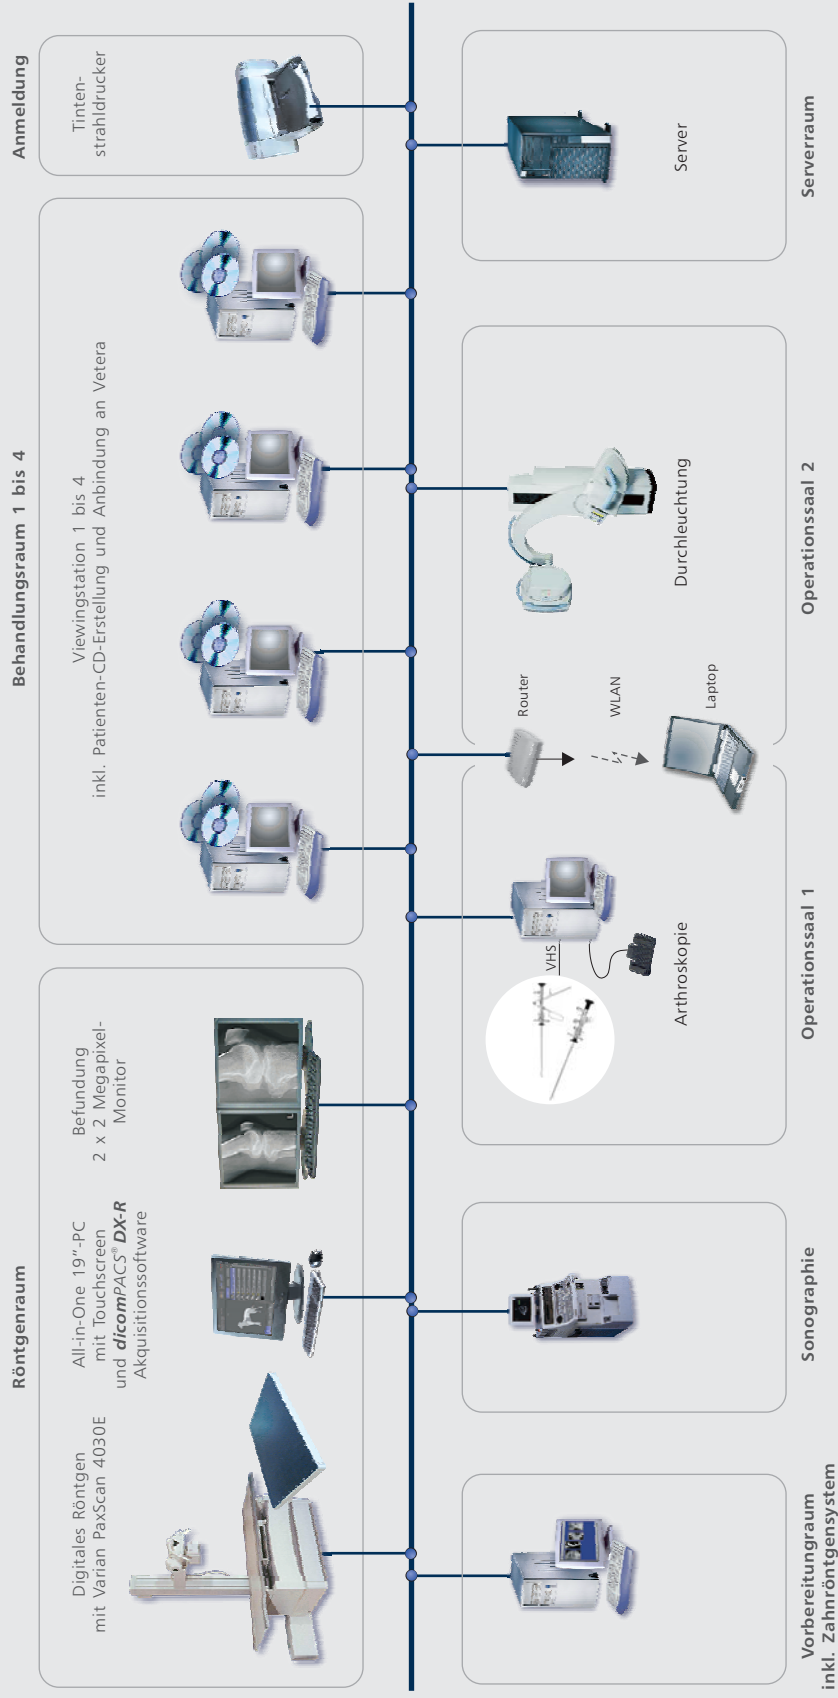 Röntgenraum
Digitales Röntgen
mit Varian PaxScan 4030E
All-in-One 19"-PC
mit Touchscreen
und dicomPACS® DX-R
Akquisitionssoftware
Befundung
2 x 2 Megapixel-
Monitor
Behandlungsraum 1 bis 4
Viewingstation 1 bis 4
inkl. Patienten-CD-Erstellung und Anbindung an Vetera
Anmeldung
Tinten-
strahldrucker
Vorbereitungraum
inkl. Zahnröntgensystem
Sonographie
VHS
Arthroskopie
Operationssaal 1
Router
WLAN
Laptop
Durchleuchtung
Operationssaal 2
Server
Serverraum